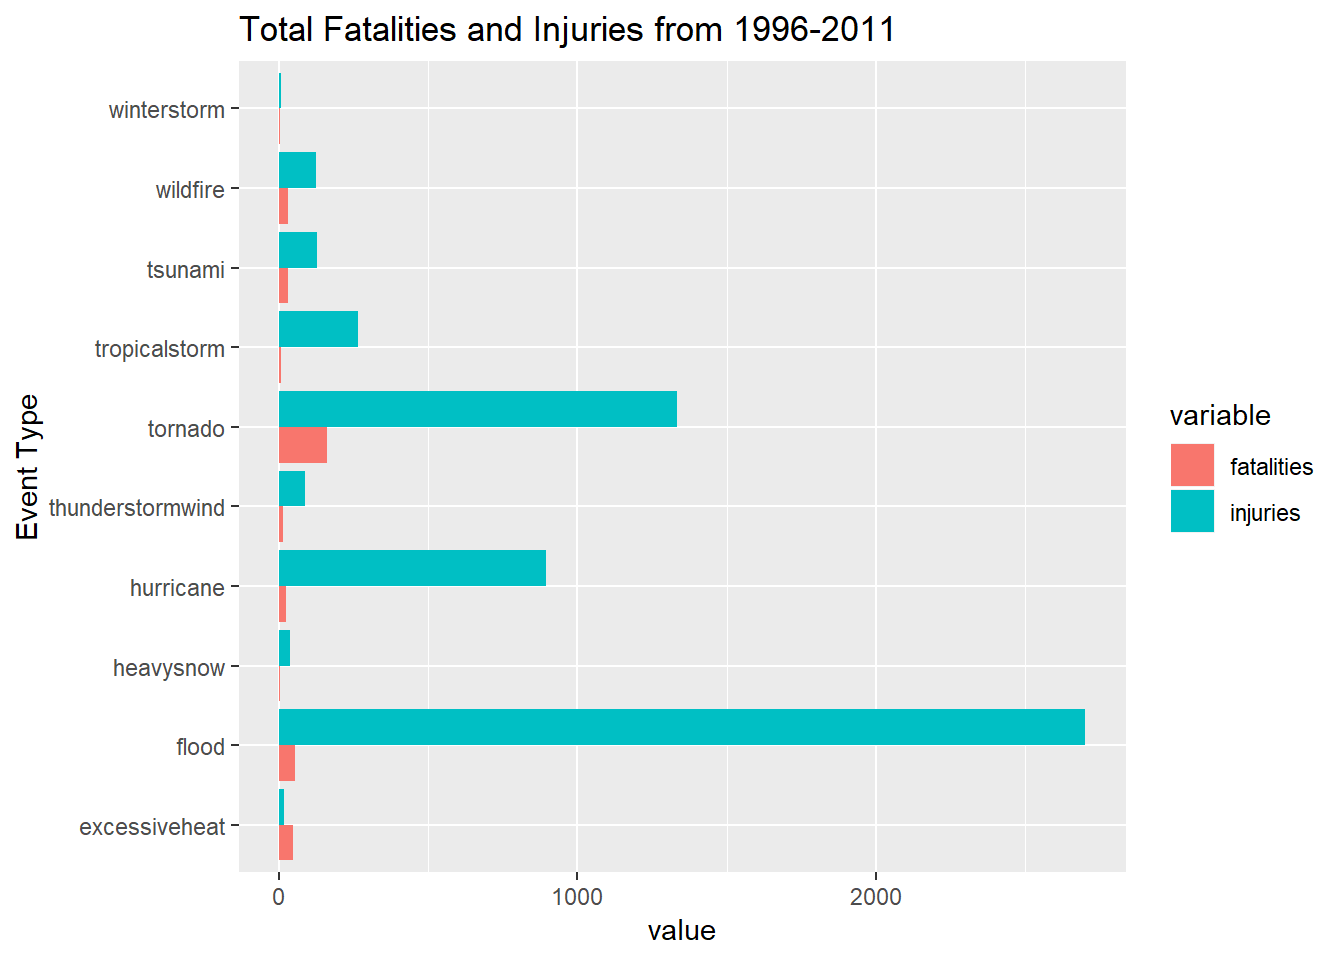 Total Fatalities and Injuries from 1996-2011
winterstorm
wildfire
tsunami
tropicalstorm
tornado
thunderstormwind
hurricane
heavysnow
flood
excessiveheat
Event Type
0 1000 2000
value
variable
fatalities
injuries